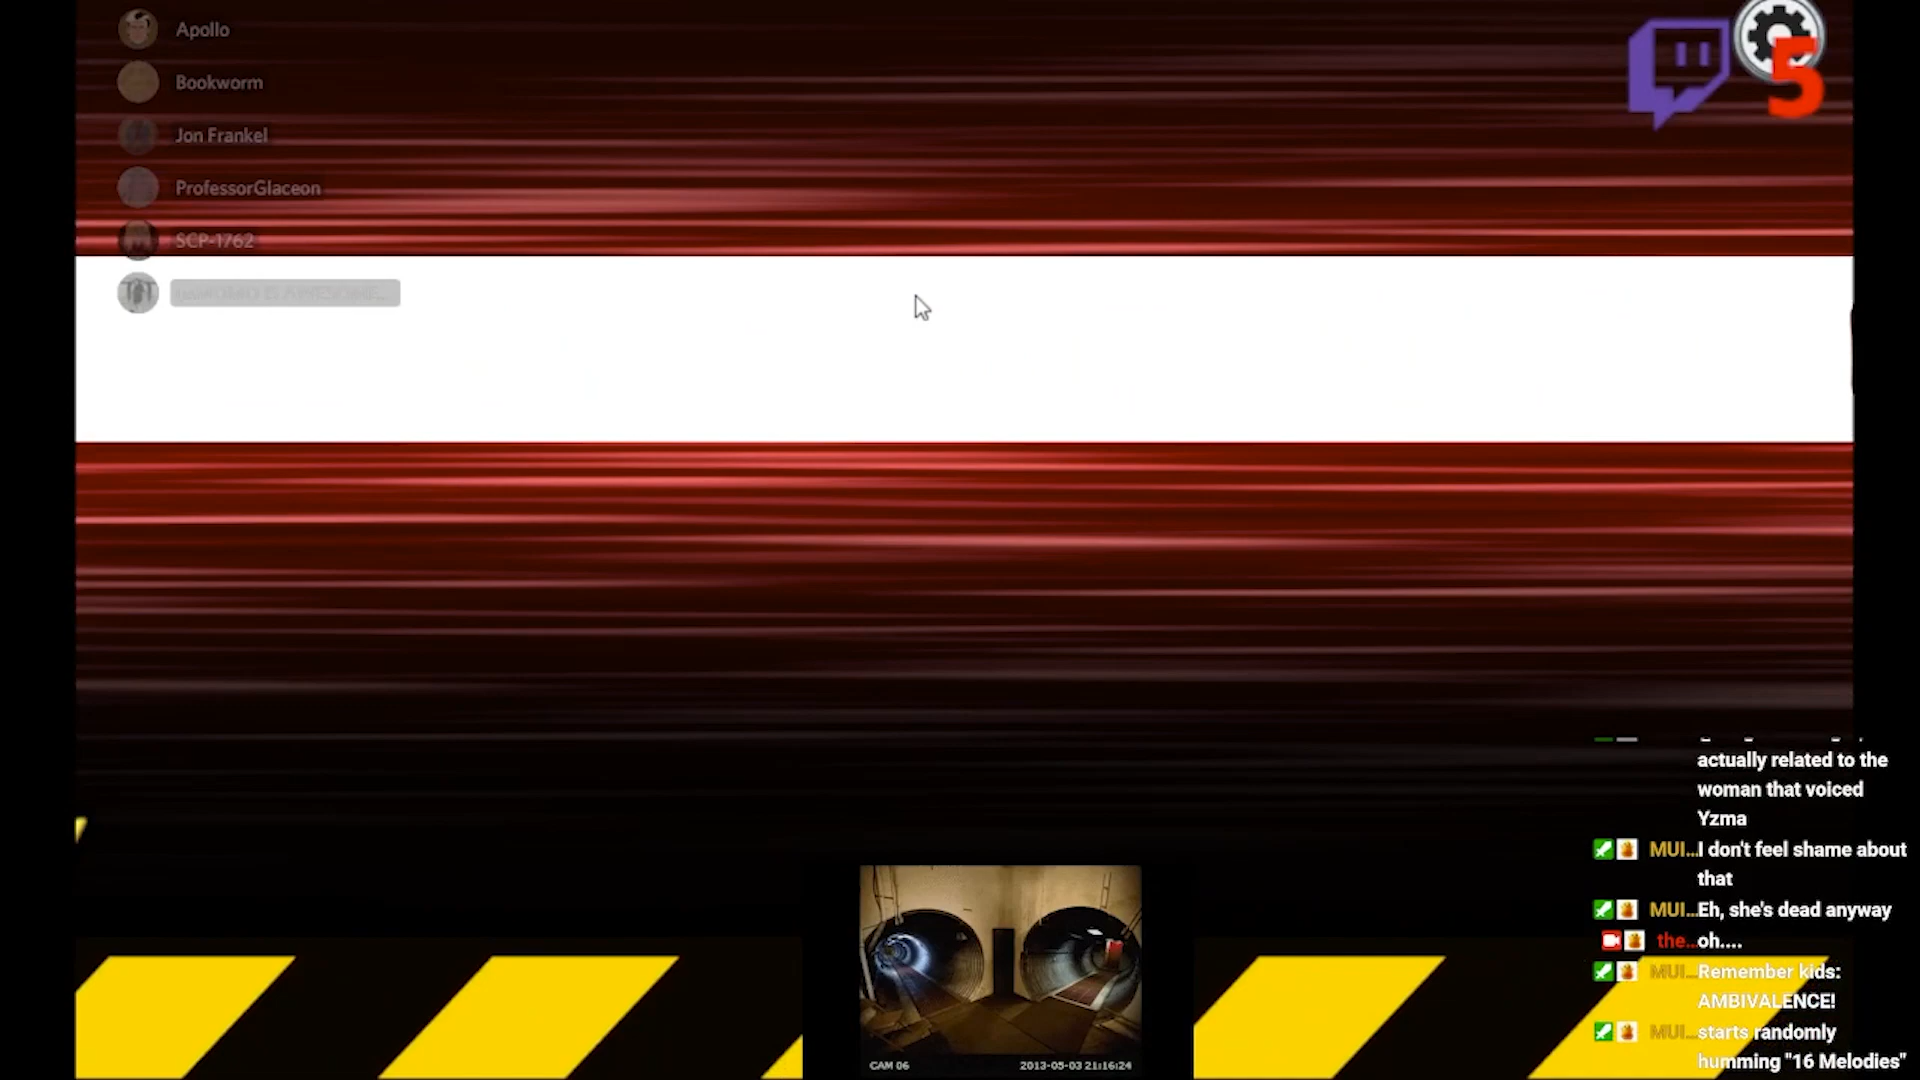 Apollo
Bookworm
Jon Frankel
ProfessorGlaceon
SCP-1762
5
actually related to the
woman that voiced
Yzma
MUI...I don't feel shame about
that
MUI...Eh, she's dead anyway
the...oh....
MUI...Remember kids:
AMBIVALENCE!
MUI...starts randomly
humming "16 Melodies"
CAM 06
2013-05-03 21:16:24